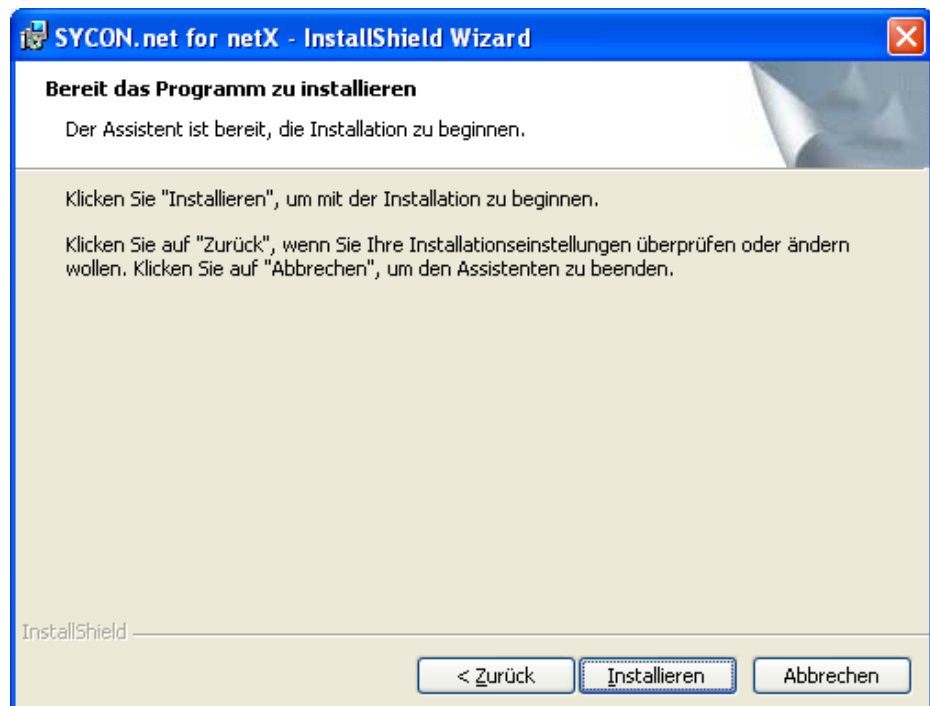 SYCON.net for netX - InstallShield Wizard
Bereit das Programm zu installieren
Der Assistent ist bereit, die Installation zu beginnen.
Klicken Sie "Installieren", um mit der Installation zu beginnen.
Klicken Sie auf "Zurück", wenn Sie Ihre Installationseinstellungen überprüfen oder ändern
wollen. Klicken Sie auf "Abbrechen", um den Assistenten zu beenden.
InstallShield
< Zurück Installieren Abbrechen